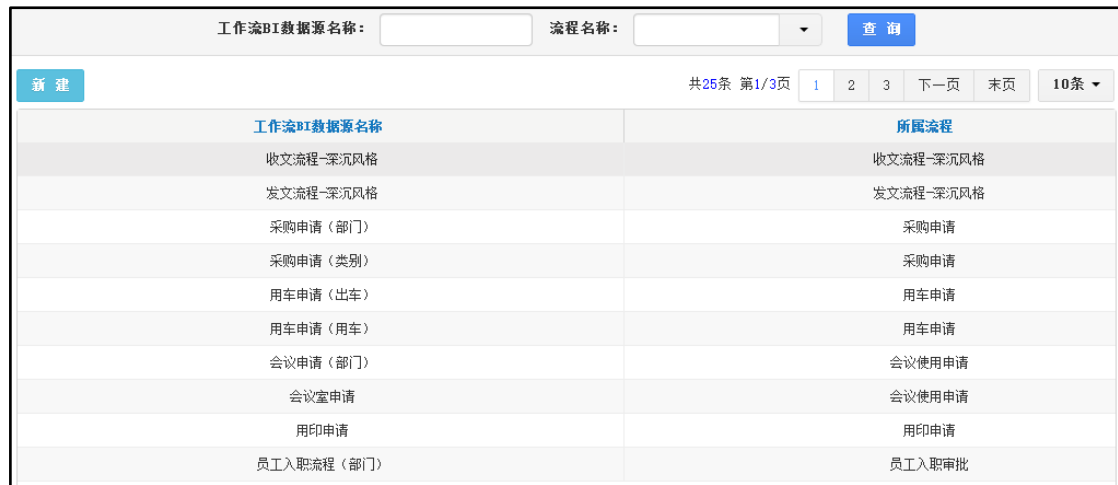 工作流BI数据源名称: 流程名称: 查 询
新 建 共25条 第1/3页 1 2 3 下一页 末页 10条
工作流BI数据源名称 所属流程
收文流程-深沉风格 收文流程-深沉风格
发文流程-深沉风格 发文流程-深沉风格
采购申请（部门） 采购申请
采购申请（类别） 采购申请
用车申请（出车） 用车申请
用车申请（用车） 用车申请
会议申请（部门） 会议使用申请
会议室申请 会议使用申请
用印申请 用印申请
员工入职流程（部门） 员工入职审批